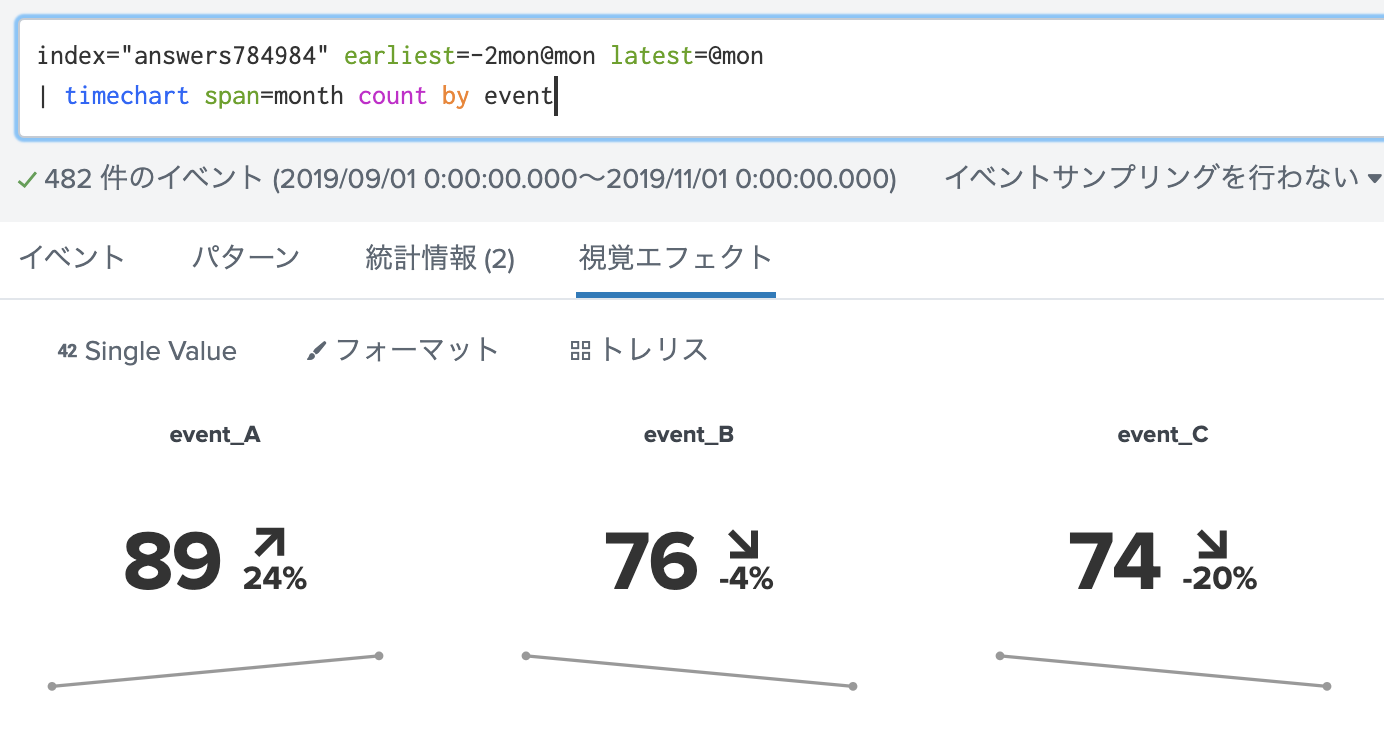 index="answers784984" earliest=-2mon@mon latest=@mon
| timechart span=month count by event
482 件のイベント (2019/09/01 0:00:00.000～2019/11/01 0:00:00.000) イベントサンプリングを行わない
イベント パターン 統計情報 (2) 視覚エフェクト
42 Single Value フォーマット トレリス
event_A event_B event_C
89 24% 76 -4% 74 -20%